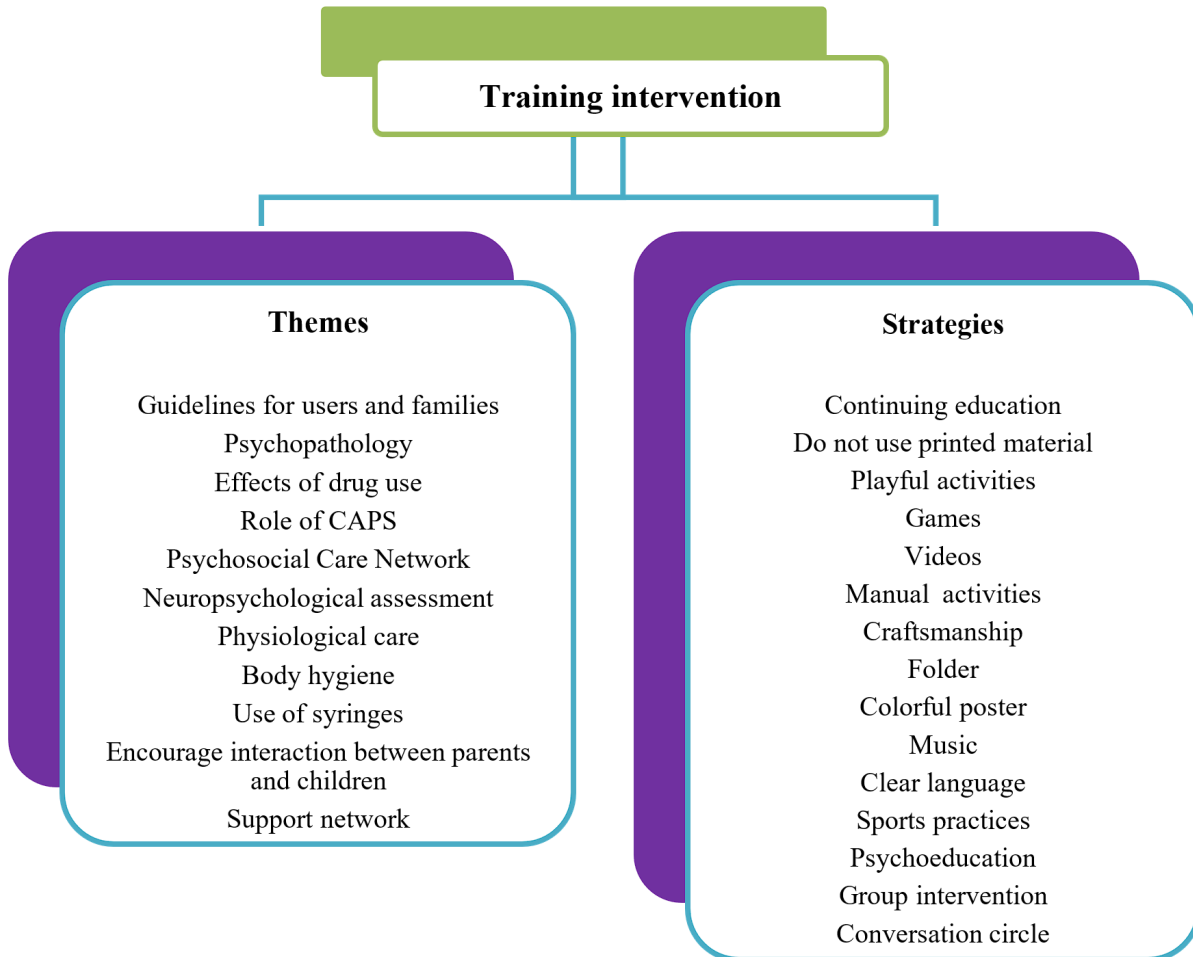 Training intervention
Themes
Guidelines for users and families
Psychopathology
Effects of drug use
Role of CAPS
Psychosocial Care Network
Neuropsychological assessment
Physiological care
Body hygiene
Use of syringes
Encourage interaction between parents
and children
Support network
Strategies
Continuing education
Do not use printed material
Playful activities
Games
Videos
Manual  activities
Craftsmanship
Folder
Colorful poster
Music
Clear language
Sports practices
Psychoeducation
Group intervention
Conversation circle